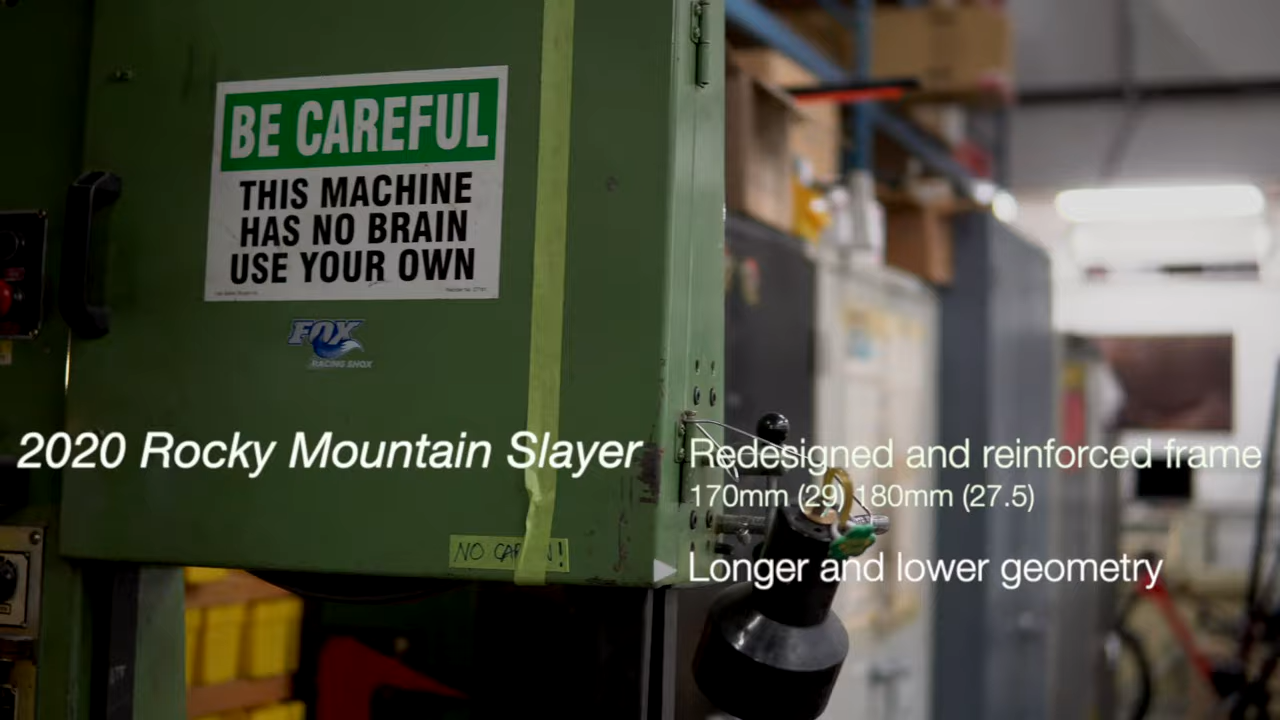 BE CAREFUL
THIS MACHINE
HAS NO BRAIN
USE YOUR OWN
FOX
RACING SHOX
2020 Rocky Mountain Slayer
Redesigned and reinforced frame
170mm (29) 180mm (27.5)
NO
Longer and lower geometry